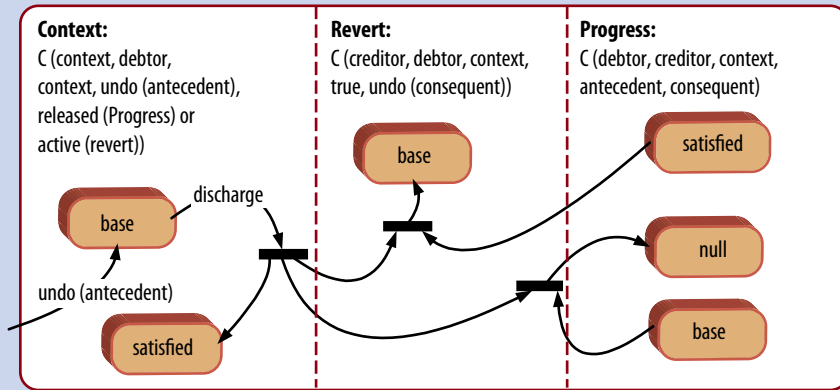 Context:
C (context, debtor,
context, undo (antecedent),
released (Progress) or
active (revert))
base
discharge
undo (antecedent)
satisfied
Revert:
C (creditor, debtor, context,
true, undo (consequent))
base
Progress:
C (debtor, creditor, context,
antecedent, consequent)
satisfied
null
base